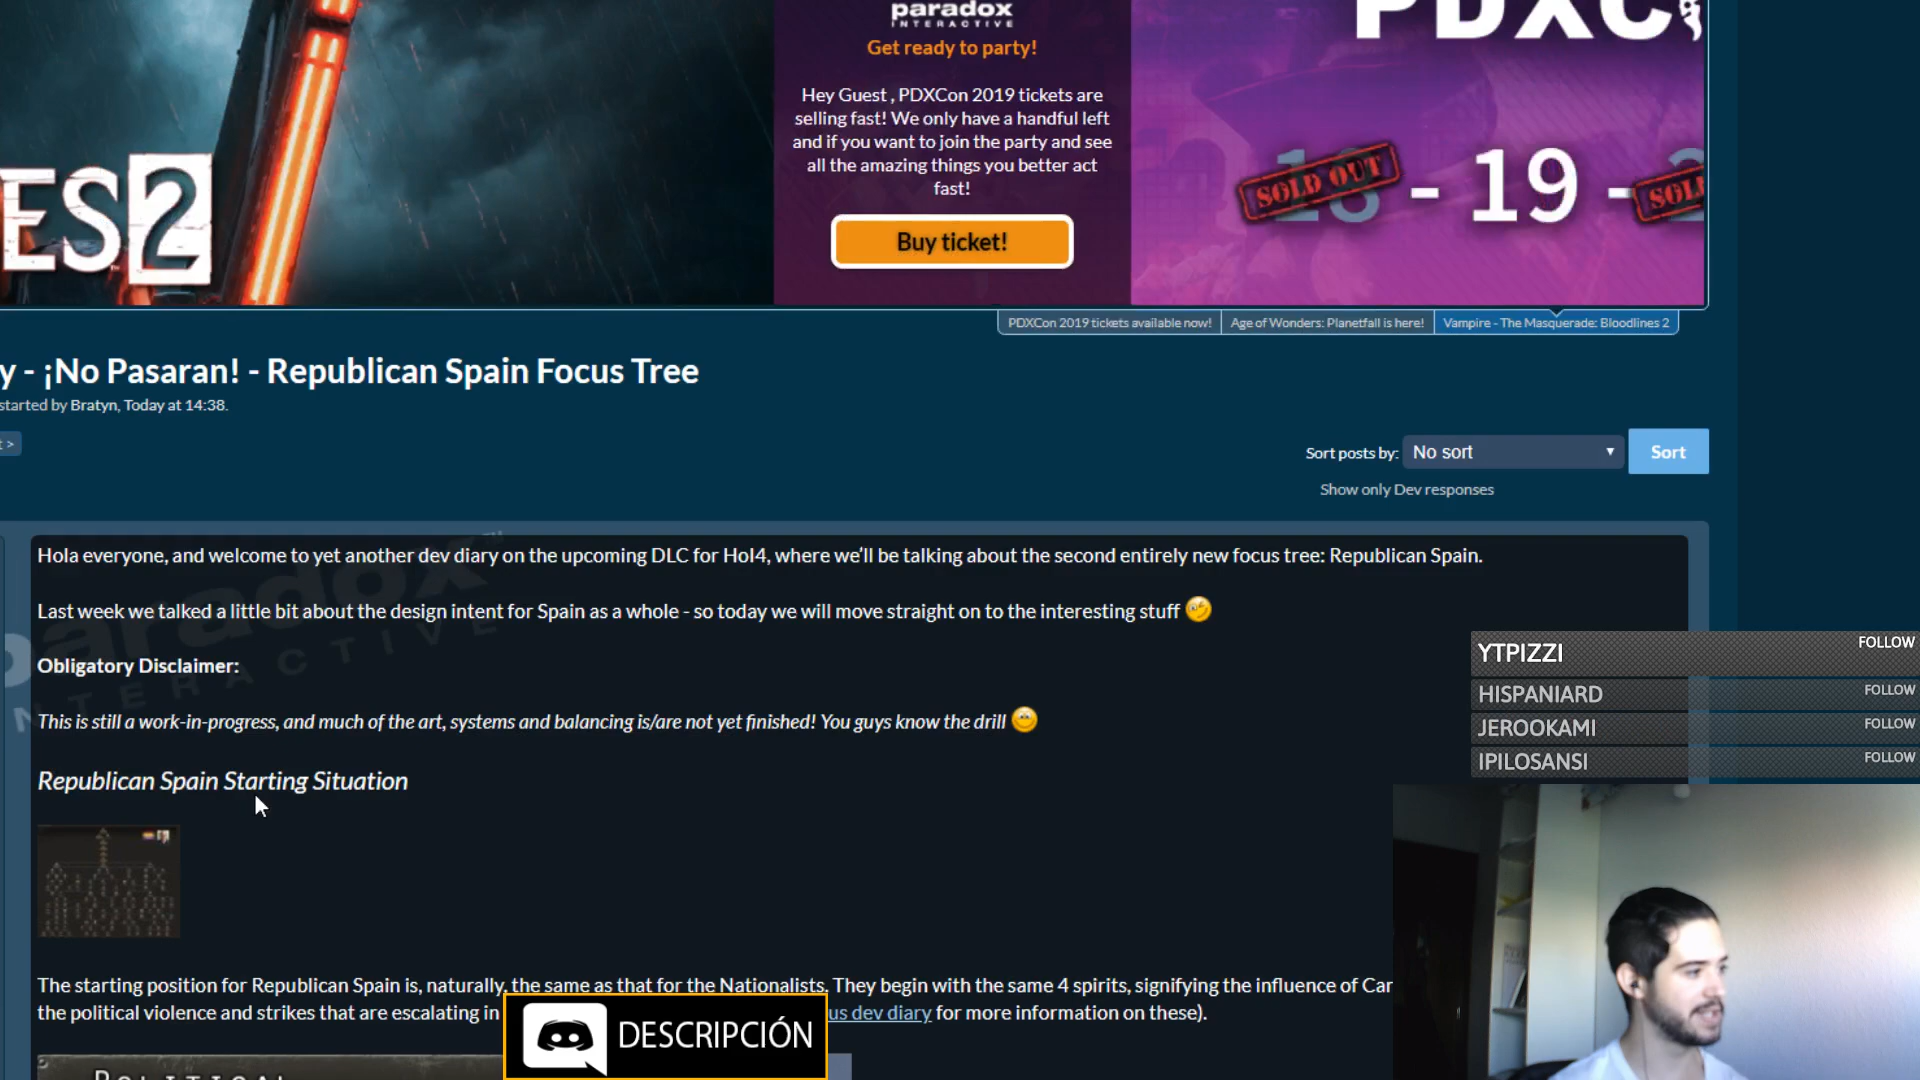 paradox
INTERACTIVE
Get ready to party!
Hey Guest , PDXCon 2019 tickets are
selling fast! We only have a handful left
and if you want to join the party and see
all the amazing things you better act
fast!
Buy ticket!
ES2
PDXC
SOLD OUT - 19 - SOL
PDXCon 2019 tickets available now!
Age of Wonders: Planetfall is here!
Vampire - The Masquerade: Bloodlines 2
y - ¡No Pasaran! - Republican Spain Focus Tree
started by Bratyn, Today at 14:38.
t >
Sort posts by: No sort Sort
Show only Dev responses
paradox
INTERACTIVE
Hola everyone, and welcome to yet another dev diary on the upcoming DLC for HoI4, where we'll be talking about the second entirely new focus tree: Republican Spain.
Last week we talked a little bit about the design intent for Spain as a whole - so today we will move straight on to the interesting stuff
Obligatory Disclaimer:
This is still a work-in-progress, and much of the art, systems and balancing is/are not yet finished! You guys know the drill
Republican Spain Starting Situation
The starting position for Republican Spain is, naturally, the same as that for the Nationalists. They begin with the same 4 spirits, signifying the influence of Car
the political violence and strikes that are escalating in
us dev diary for more information on these).
DESCRIPCIÓN
YTPIZZI FOLLOW
HISPANIARD FOLLOW
JEROOKAMI FOLLOW
IPILOSANSI FOLLOW